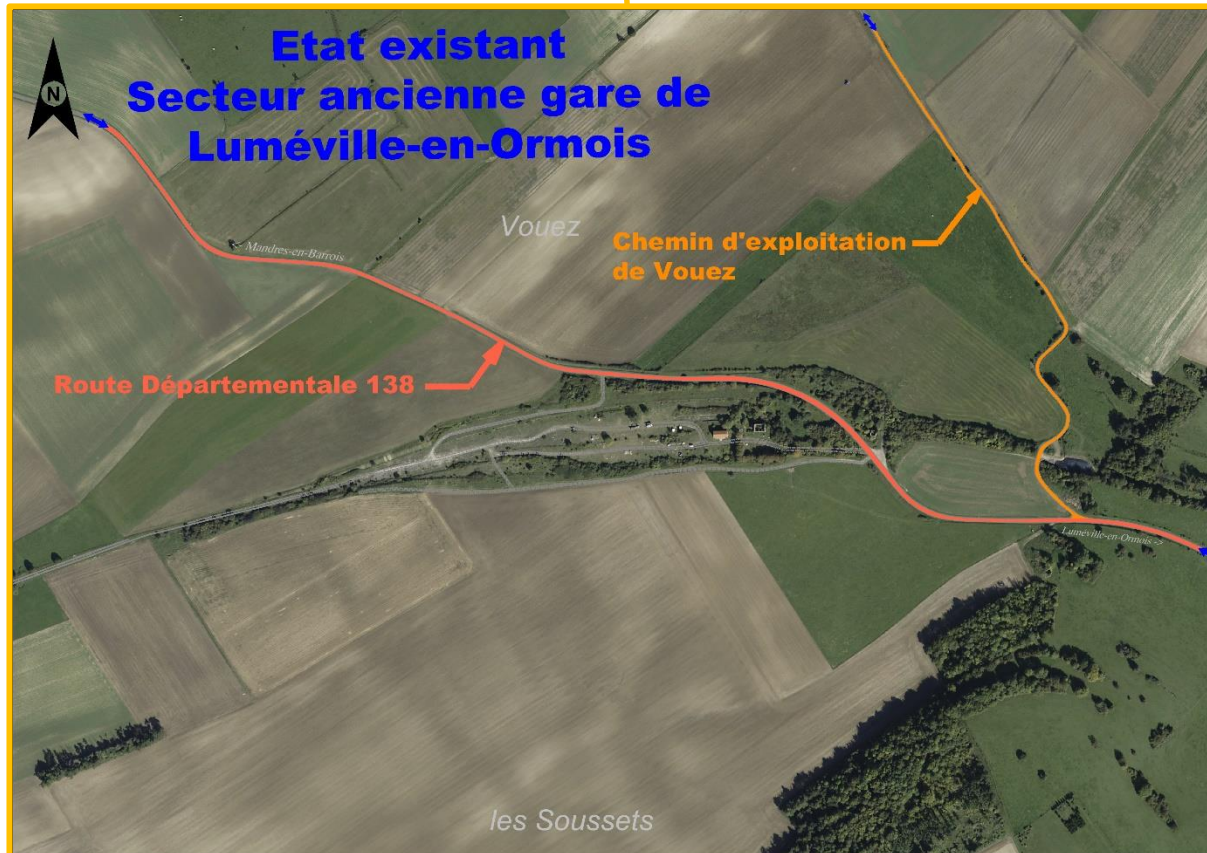 Etat existant
Secteur ancienne gare de
Luméville-en-Ormois
N
Vouez
Chemin d'exploitation
de Vouez
<- Mandres-en-Barrois
Route Départementale 138
Luméville-en-Ormois ->
les Soussets